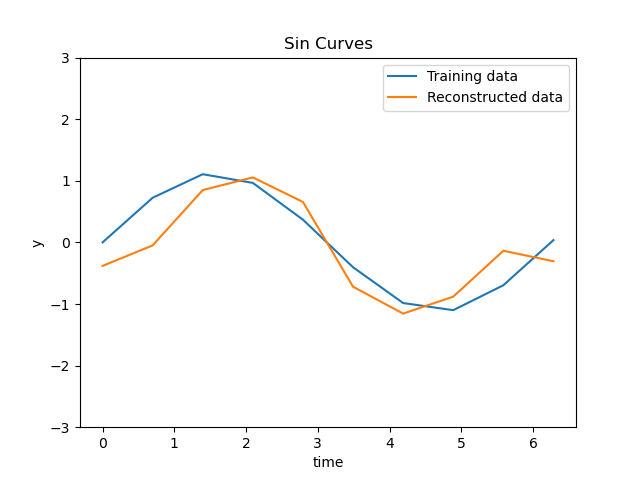 Sin Curves
Training data
Reconstructed data
3
2
1
0
−1
−2
−3
y
0 1 2 3 4 5 6
time